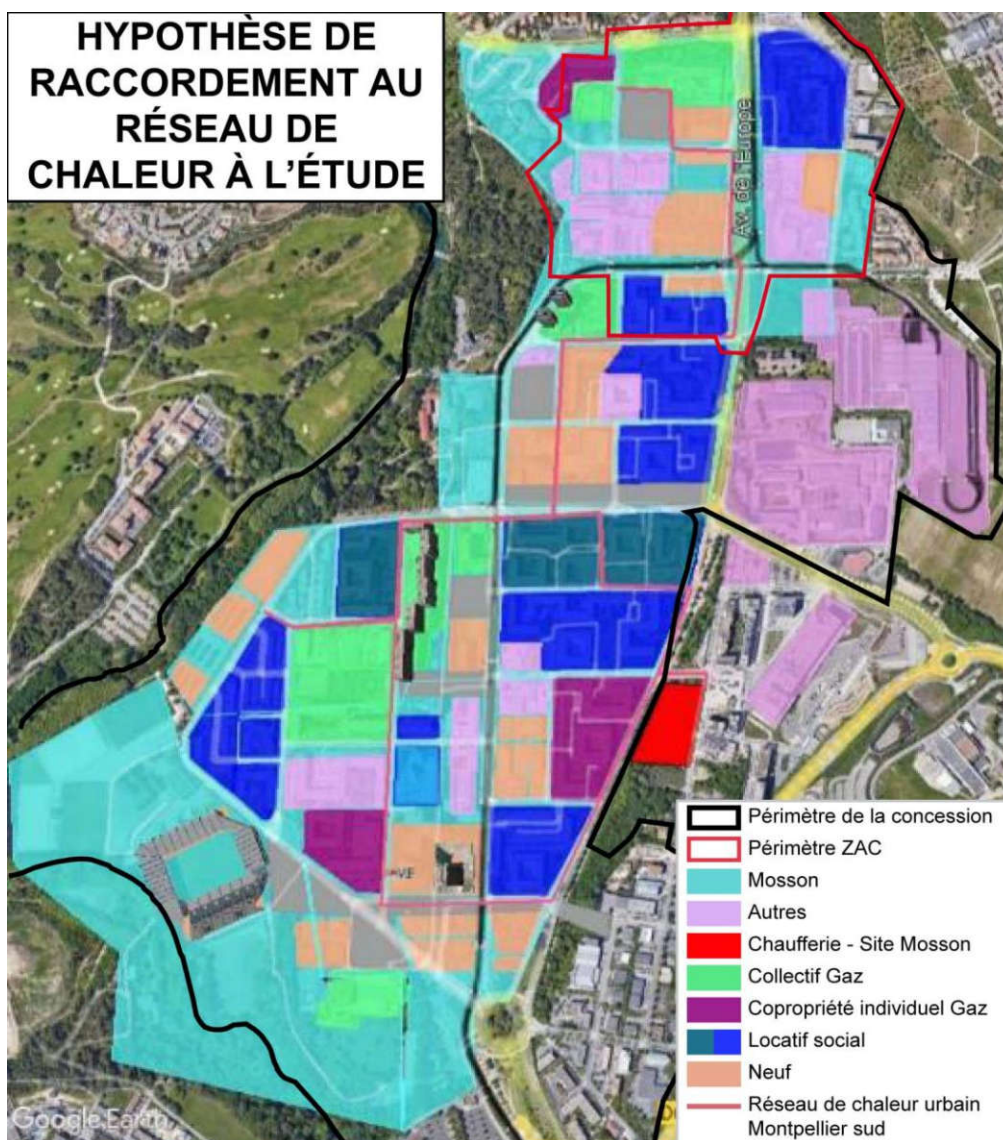 HYPOTHÈSE DE
RACCORDEMENT AU
RÉSEAU DE
CHALEUR À L'ÉTUDE
Av. de l'Europe
Périmètre de la concession
Périmètre ZAC
Mosson
Autres
Chaufferie - Site Mosson
Collectif Gaz
Copropriété individuel Gaz
Locatif social
Neuf
Réseau de chaleur urbain
Montpellier sud
Google Earth